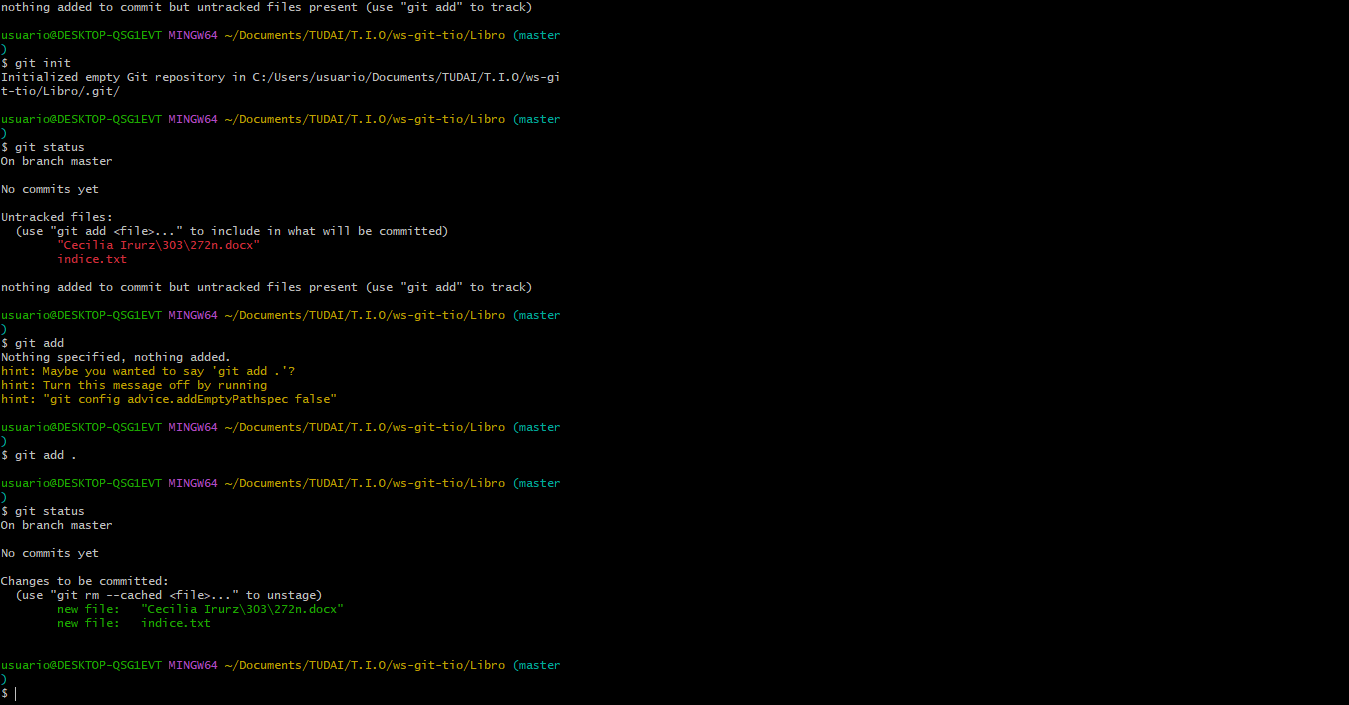 nothing added to commit but untracked files present (use "git add" to track)
usuario@DESKTOP-QSG1EVT MINGW64 ~/Documents/TUDAI/T.I.O/ws-git-tio/Libro (master
)
$ git init
Initialized empty Git repository in C:/Users/usuario/Documents/TUDAI/T.I.O/ws-gi
t-tio/Libro/.git/
usuario@DESKTOP-QSG1EVT MINGW64 ~/Documents/TUDAI/T.I.O/ws-git-tio/Libro (master
)
$ git status
On branch master
No commits yet
Untracked files:
  (use "git add <file>..." to include in what will be committed)
        "Cecilia Irurz\303\272n.docx"
        indice.txt
nothing added to commit but untracked files present (use "git add" to track)
usuario@DESKTOP-QSG1EVT MINGW64 ~/Documents/TUDAI/T.I.O/ws-git-tio/Libro (master
)
$ git add
Nothing specified, nothing added.
hint: Maybe you wanted to say 'git add .'?
hint: Turn this message off by running
hint: "git config advice.addEmptyPathspec false"
usuario@DESKTOP-QSG1EVT MINGW64 ~/Documents/TUDAI/T.I.O/ws-git-tio/Libro (master
)
$ git add .
usuario@DESKTOP-QSG1EVT MINGW64 ~/Documents/TUDAI/T.I.O/ws-git-tio/Libro (master
)
$ git status
On branch master
No commits yet
Changes to be committed:
  (use "git rm --cached <file>..." to unstage)
        new file:   "Cecilia Irurz\303\272n.docx"
        new file:   indice.txt
usuario@DESKTOP-QSG1EVT MINGW64 ~/Documents/TUDAI/T.I.O/ws-git-tio/Libro (master
)
$